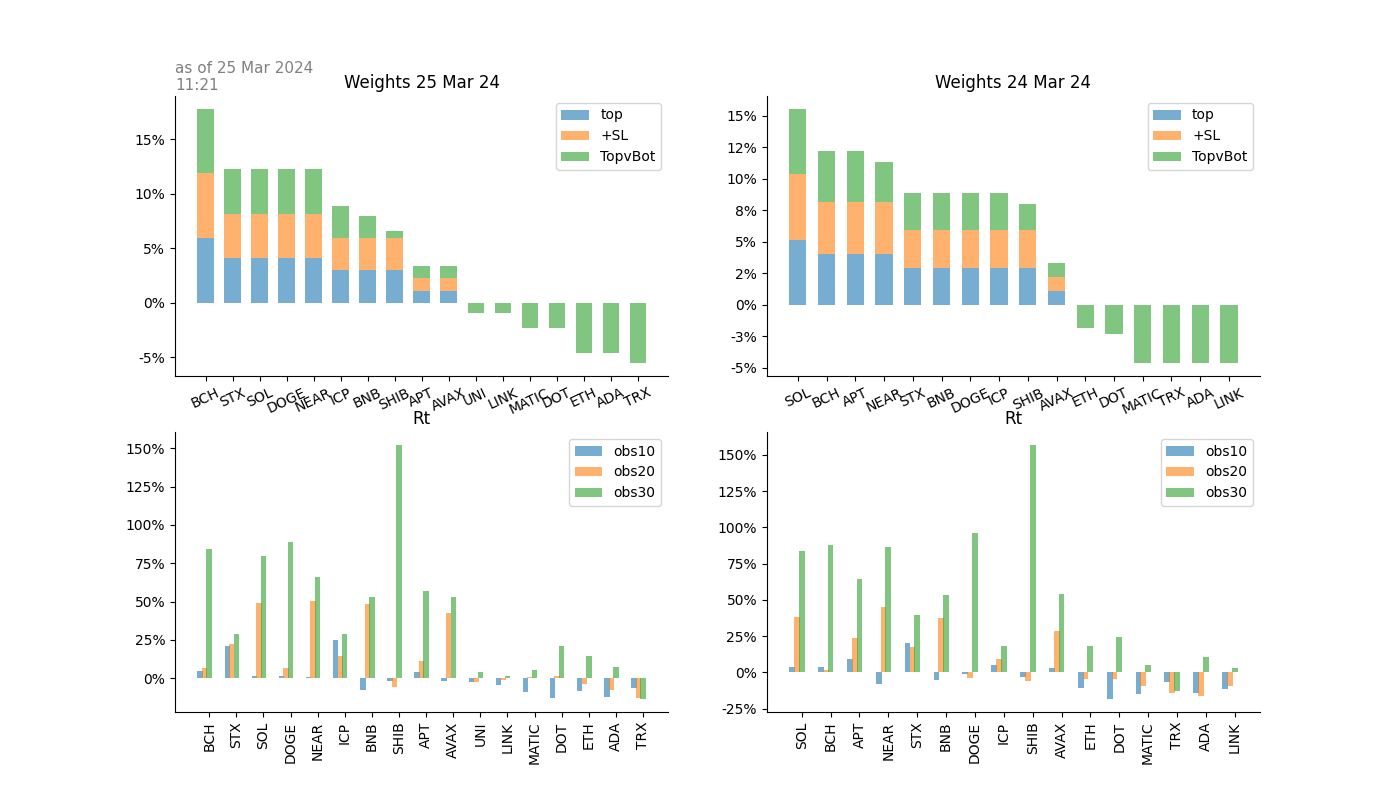 as of 25 Mar 2024
11:21
Weights 25 Mar 24
top
+SL
TopvBot
15%
10%
5%
0%
-5%
BCH STX SOL DOGE NEAR ICP BNB SHIB APT AVAX UNI LINK MATIC DOT ETH ADA TRX
Weights 24 Mar 24
top
+SL
TopvBot
15%
12%
10%
8%
5%
2%
0%
-3%
-5%
SOL BCH APT NEAR STX BNB DOGE ICP SHIB AVAX ETH DOT MATIC TRX ADA LINK
Rt
obs10
obs20
obs30
150%
125%
100%
75%
50%
25%
0%
BCH STX SOL DOGE NEAR ICP BNB SHIB APT AVAX UNI LINK MATIC DOT ETH ADA TRX
Rt
obs10
obs20
obs30
150%
125%
100%
75%
50%
25%
0%
-25%
SOL BCH APT NEAR STX BNB DOGE ICP SHIB AVAX ETH DOT MATIC TRX ADA LINK